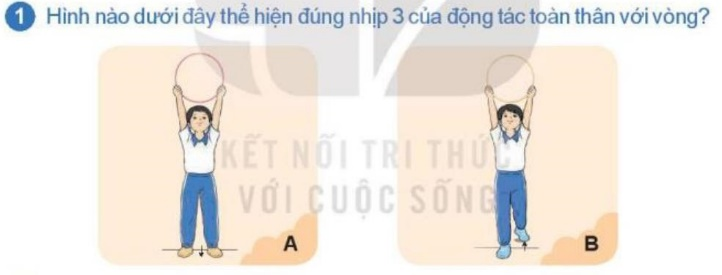 1 Hình nào dưới đây thể hiện đúng nhịp 3 của động tác toàn thân với vòng?
KẾT NỐI TRI THỨC
VỚI CUỘC SỐNG
A
B